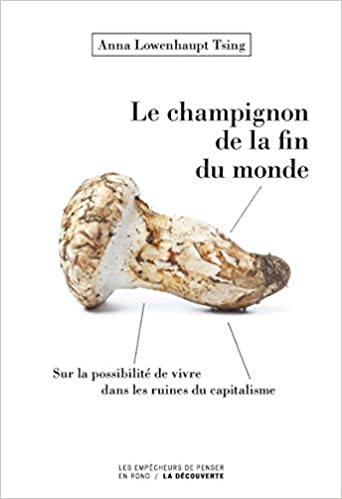 Anna Lowenhaupt Tsing
Le champignon
de la fin
du monde
Sur la possibilité de vivre
dans les ruines du capitalisme
LES EMPÊCHEURS DE PENSER
EN ROND / LA DÉCOUVERTE